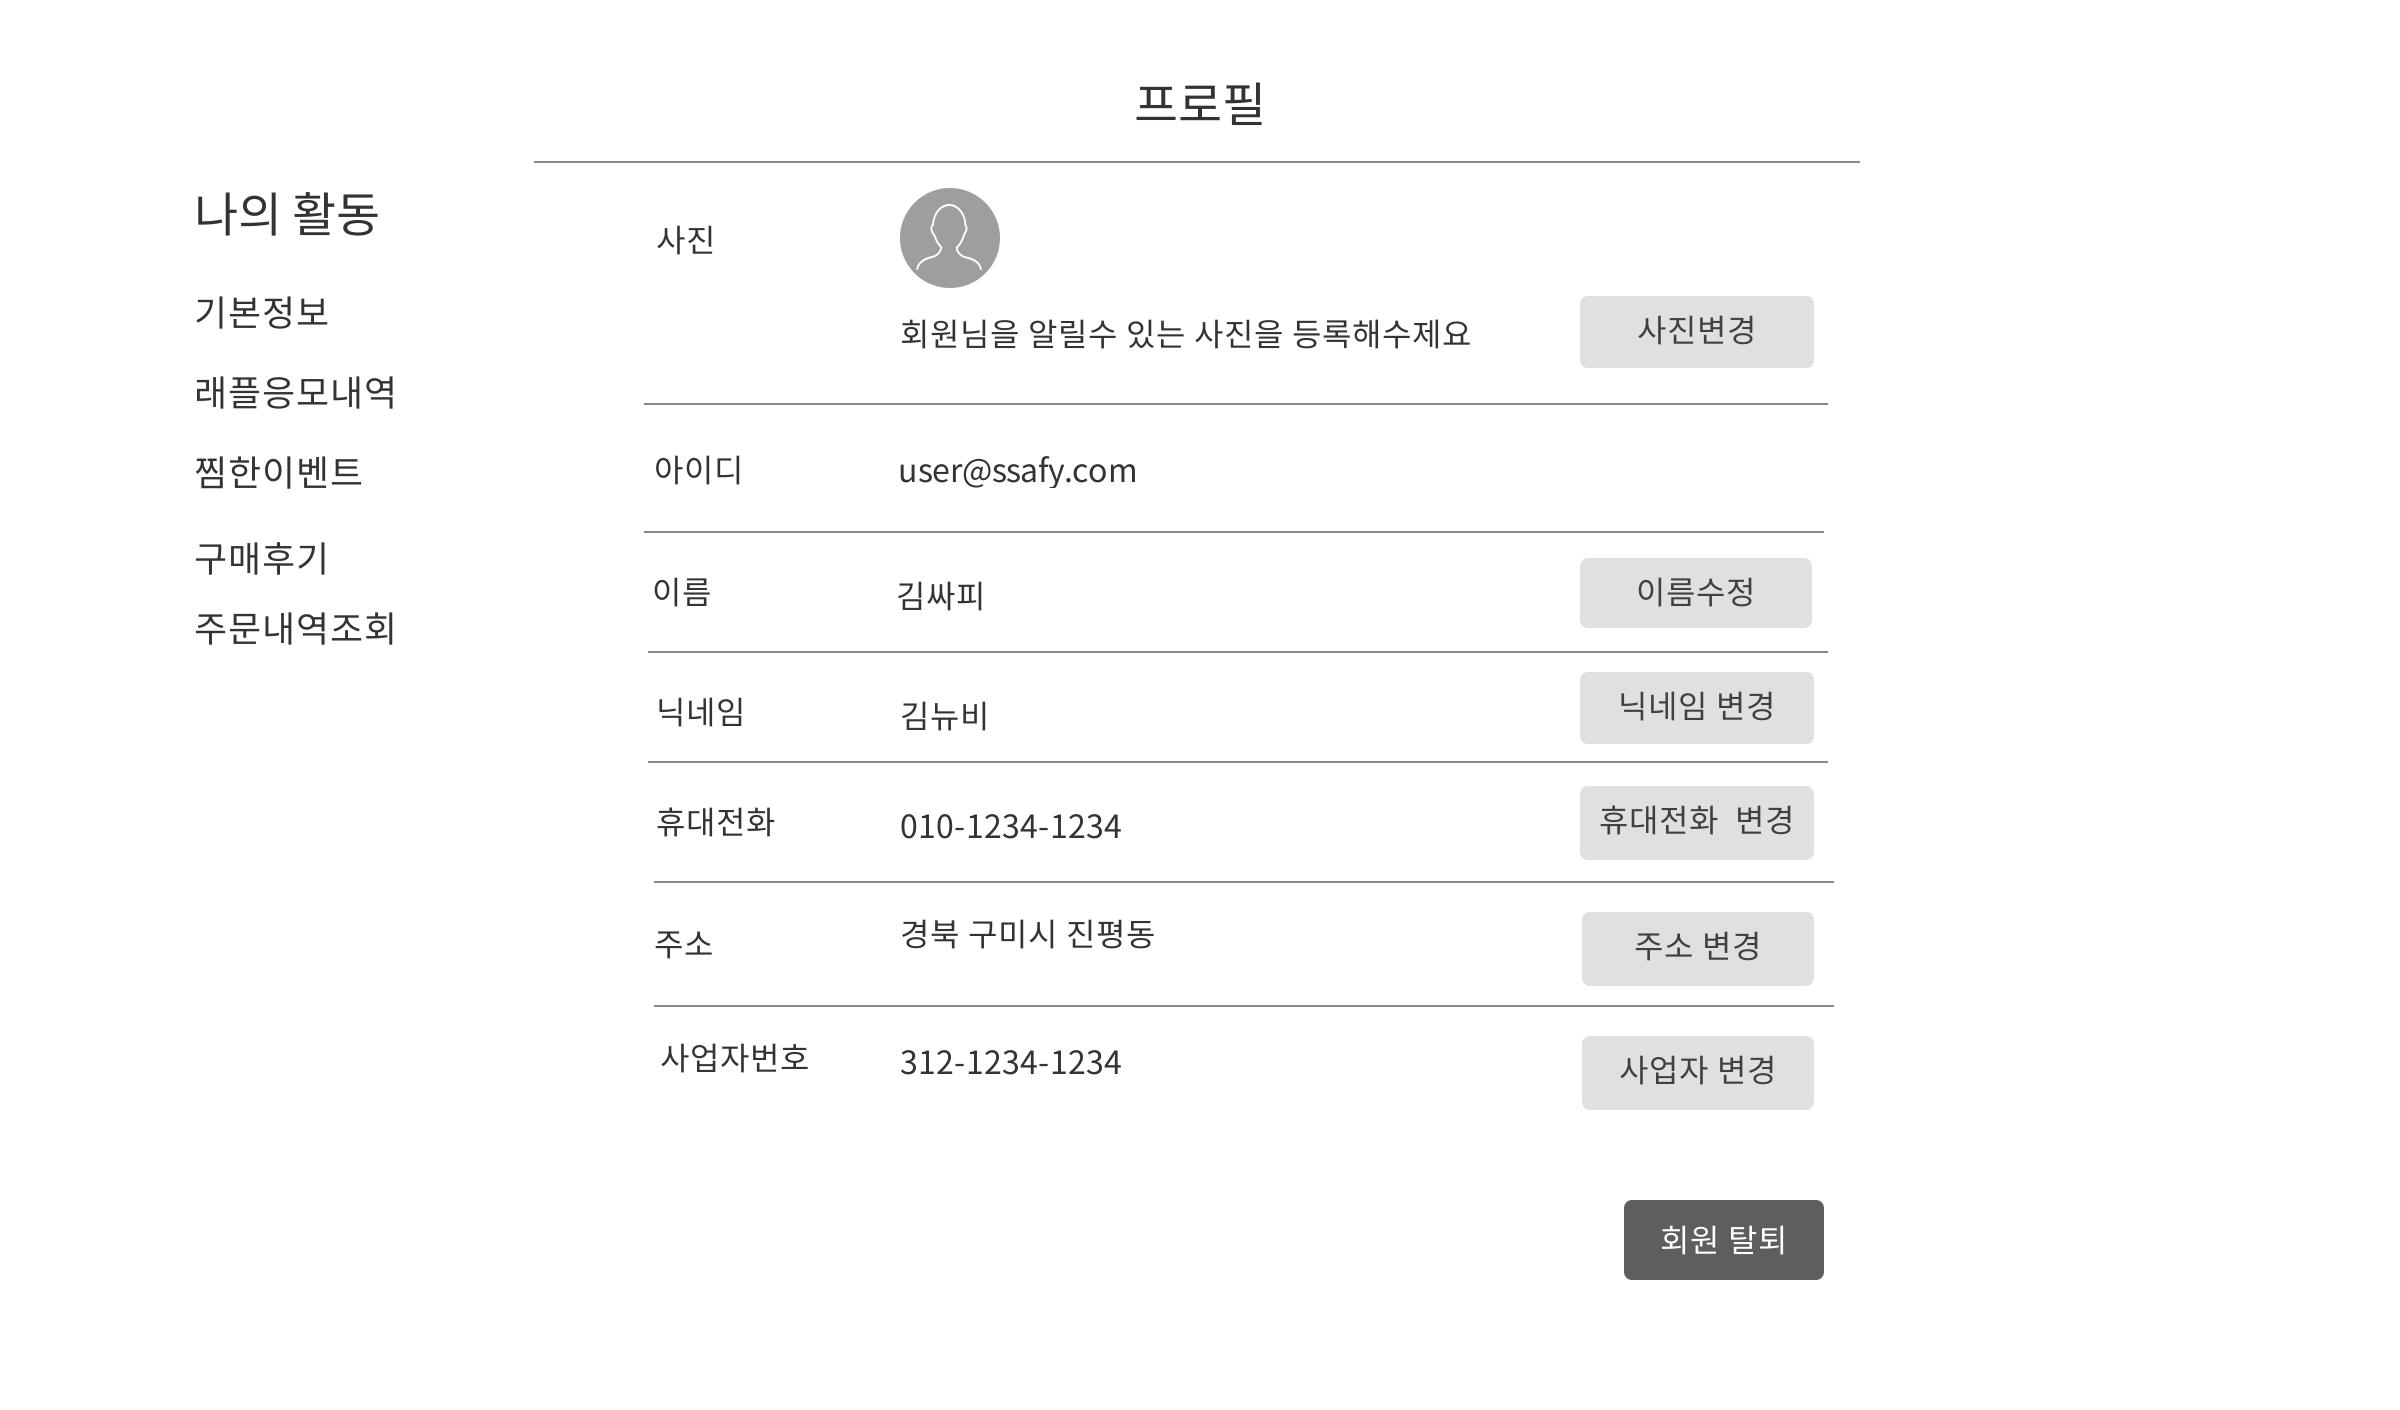 프로필
나의 활동
기본정보
래플응모내역
찜한이벤트
구매후기
주문내역조회
사진
회원님을 알릴수 있는 사진을 등록해수제요
사진변경
아이디
user@ssafy.com
이름
김싸피
이름수정
닉네임
김뉴비
닉네임 변경
휴대전화
010-1234-1234
휴대전화 변경
주소
경북 구미시 진평동
주소 변경
사업자번호
312-1234-1234
사업자 변경
회원 탈퇴